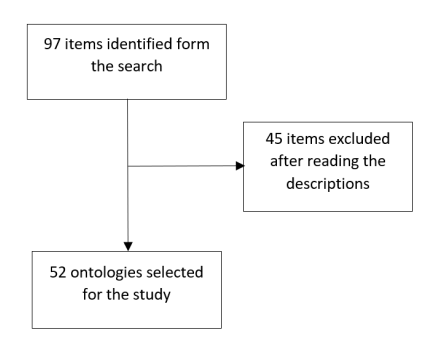 97 items identified form
the search
45 items excluded
after reading the
descriptions
52 ontologies selected
for the study